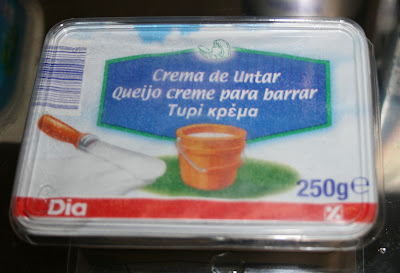 Crema de Untar
Queijo creme para barrar
Τυρί κρέμα
250g℮
Dia
%